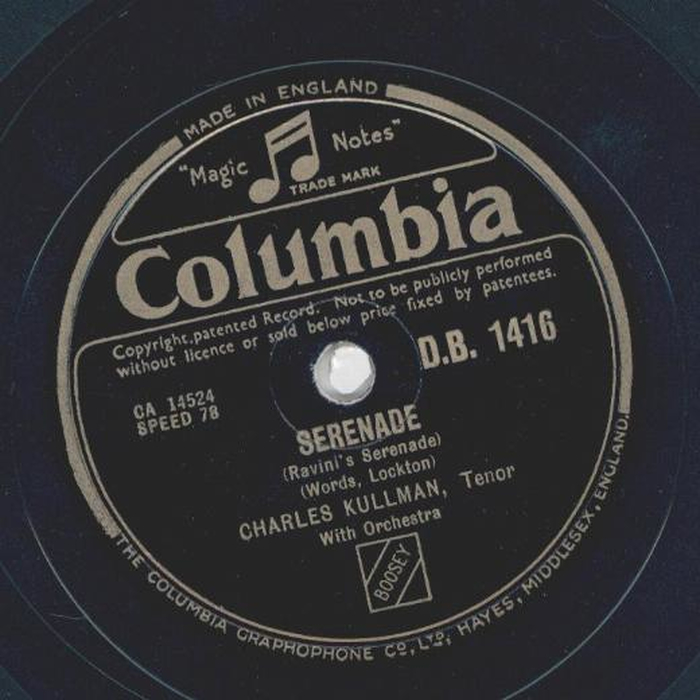 MADE IN ENGLAND
"Magic Notes"
TRADE MARK
Columbia
Copyright, patented Record. Not to be publicly performed
without licence or sold below price fixed by patentees.
D.B. 1416
CA 14524
SPEED 78
SERENADE
(Ravini's Serenade)
(Words, Lockton)
CHARLES KULLMAN, Tenor
With Orchestra
BOOSEY
THE COLUMBIA GRAPHOPHONE CO., LTD., HAYES, MIDDLESEX, ENGLAND.